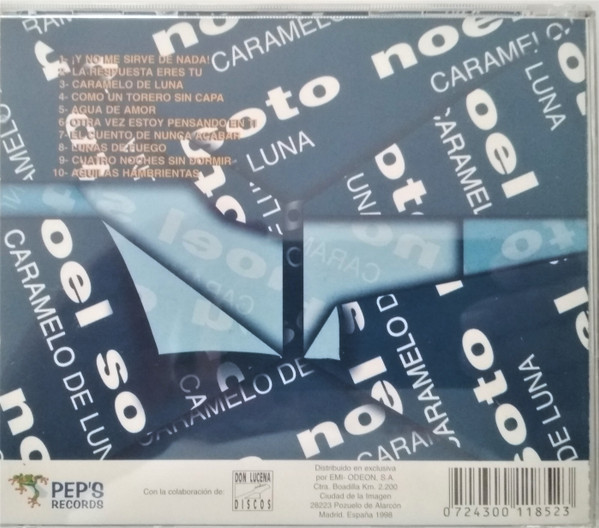 1- ¡Y NO ME SIRVE DE NADA!
2- LA RESPUESTA ERES TU
3- CARAMELO DE LUNA
4- COMO UN TORERO SIN CAPA
5- AGUA DE AMOR
6- OTRA VEZ ESTOY PENSANDO EN TI
7- EL CUENTO DE NUNCA ACABAR
8- LUNAS DE FUEGO
9- CUATRO NOCHES SIN DORMIR
10- AGUILAS HAMBRIENTAS
noel soto
CARAMELO DE LUNA
PEP'S
RECORDS
Con la colaboración de:
DON LUCENA
DISCOS
Distribuido en exclusiva
por EMI- ODEON, S.A.
Ctra. Boadilla Km. 2.200
Ciudad de la Imagen
28223 Pozuelo de Alarcón
Madrid. España 1998
0724300118523